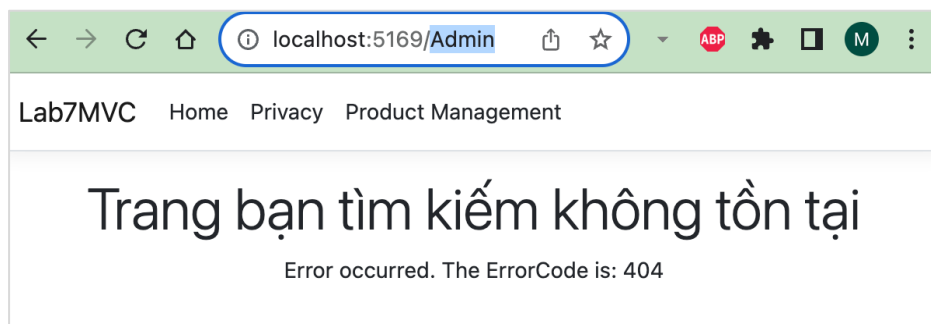 localhost:5169/Admin
ABP
M
Lab7MVC Home Privacy Product Management
Trang bạn tìm kiếm không tồn tại
Error occurred. The ErrorCode is: 404